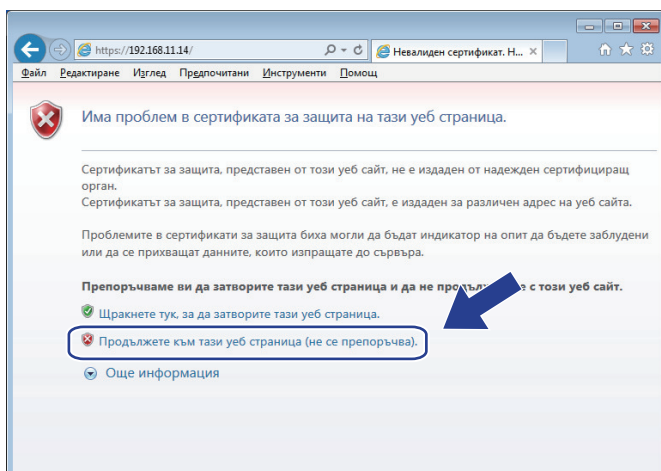 https://192.168.11.14/
Невалиден сертификат. Н...
Файл Редактиране Изглед Предпочитани Инструменти Помощ
Има проблем в сертификата за защита на тази уеб страница.
Сертификатът за защита, представен от този уеб сайт, не е издаден от надежден сертифициращ
орган.
Сертификатът за защита, представен от този уеб сайт, е издаден за различен адрес на уеб сайта.
Проблемите в сертификати за защита биха могли да бъдат индикатор на опит да бъдете заблудени
или да се прихващат данните, които изпращате до сървъра.
Препоръчваме ви да затворите тази уеб страница и да не с този уеб сайт.
Щракнете тук, за да затворите тази уеб страница.
Продължете към тази уеб страница (не се препоръчва).
Още информация